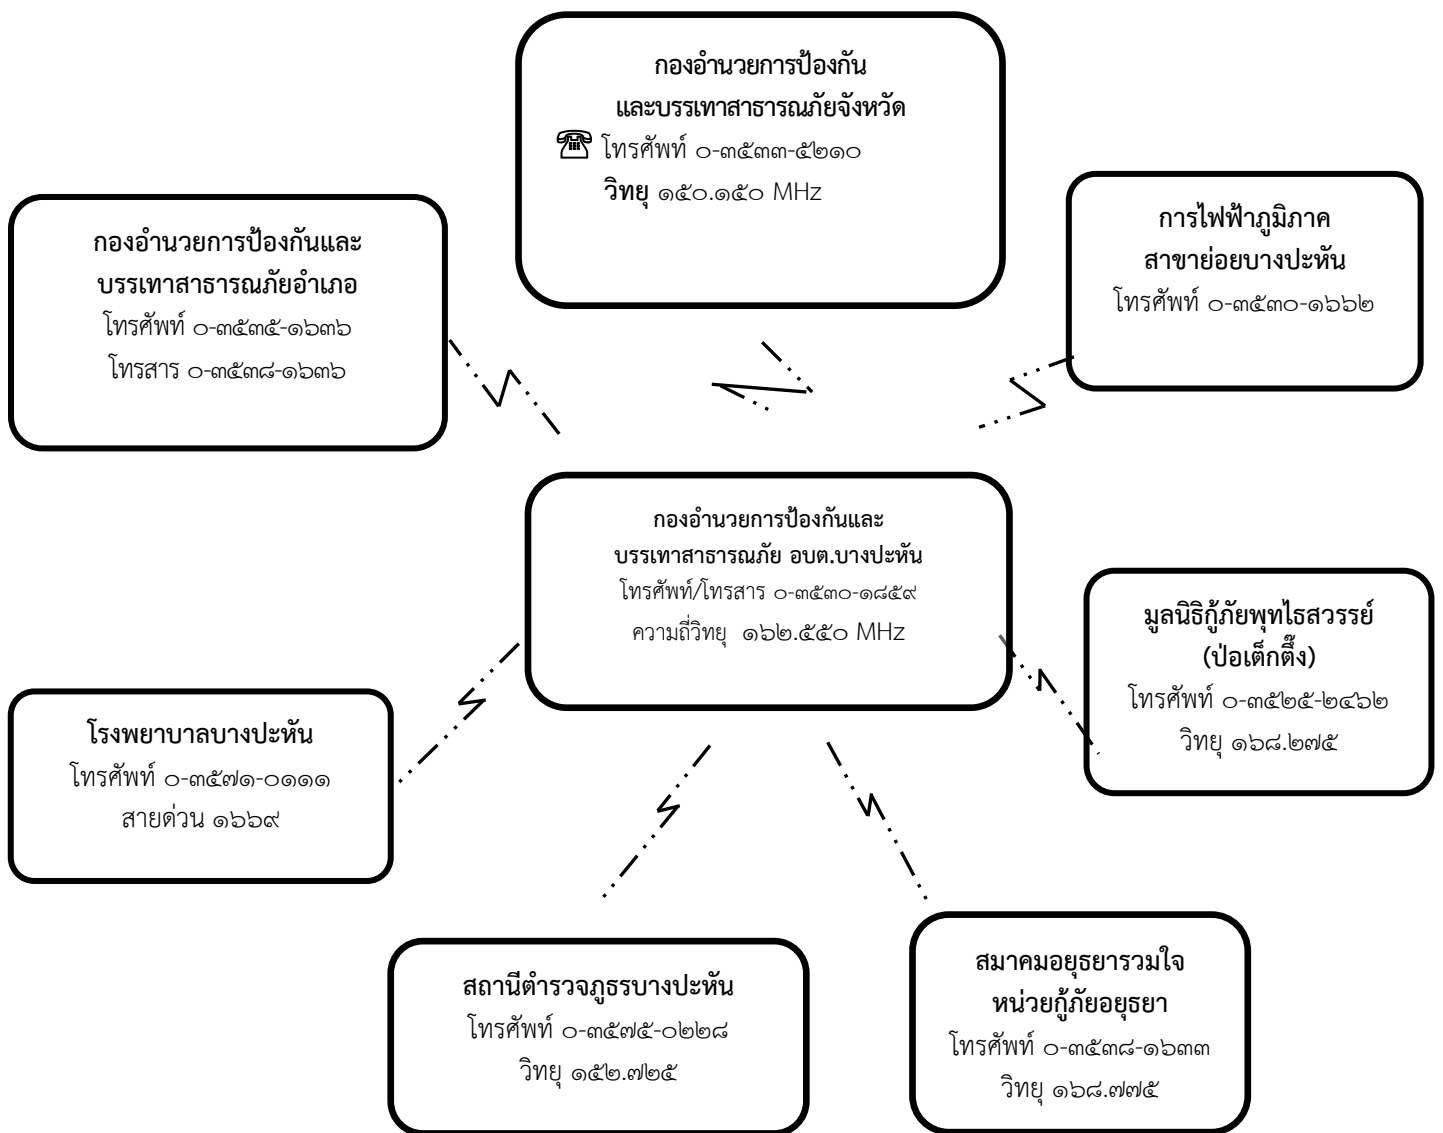 กองอำนวยการป้องกัน
และบรรเทาสาธารณภัยจังหวัด
โทรศัพท์ ๐-๓๕๓๓-๕๒๑๐
วิทยุ ๑๕๐.๑๕๐ MHz
กองอำนวยการป้องกันและ
บรรเทาสาธารณภัยอำเภอ
โทรศัพท์ ๐-๓๕๓๕-๑๖๓๖
โทรสาร ๐-๓๕๓๘-๑๖๓๖
การไฟฟ้าภูมิภาค
สาขาย่อยบางปะหัน
โทรศัพท์ ๐-๓๕๓๐-๑๖๖๒
กองอำนวยการป้องกันและ
บรรเทาสาธารณภัย อบต.บางปะหัน
โทรศัพท์/โทรสาร ๐-๓๕๓๐-๑๘๕๙
ความถี่วิทยุ ๑๖๒.๕๕๐ MHz
มูลนิธิกู้ภัยพุทไธสวรรย์
(ป่อเต็กตึ๊ง)
โทรศัพท์ ๐-๓๕๒๕-๒๔๖๒
วิทยุ ๑๖๘.๒๗๕
โรงพยาบาลบางปะหัน
โทรศัพท์ ๐-๓๕๗๑-๐๑๑๑
สายด่วน ๑๖๖๙
สถานีตำรวจภูธรบางปะหัน
โทรศัพท์ ๐-๓๕๗๕-๐๒๒๘
วิทยุ ๑๕๒.๗๒๕
สมาคมอยุธยารวมใจ
หน่วยกู้ภัยอยุธยา
โทรศัพท์ ๐-๓๕๓๘-๑๖๓๓
วิทยุ ๑๖๘.๗๗๕